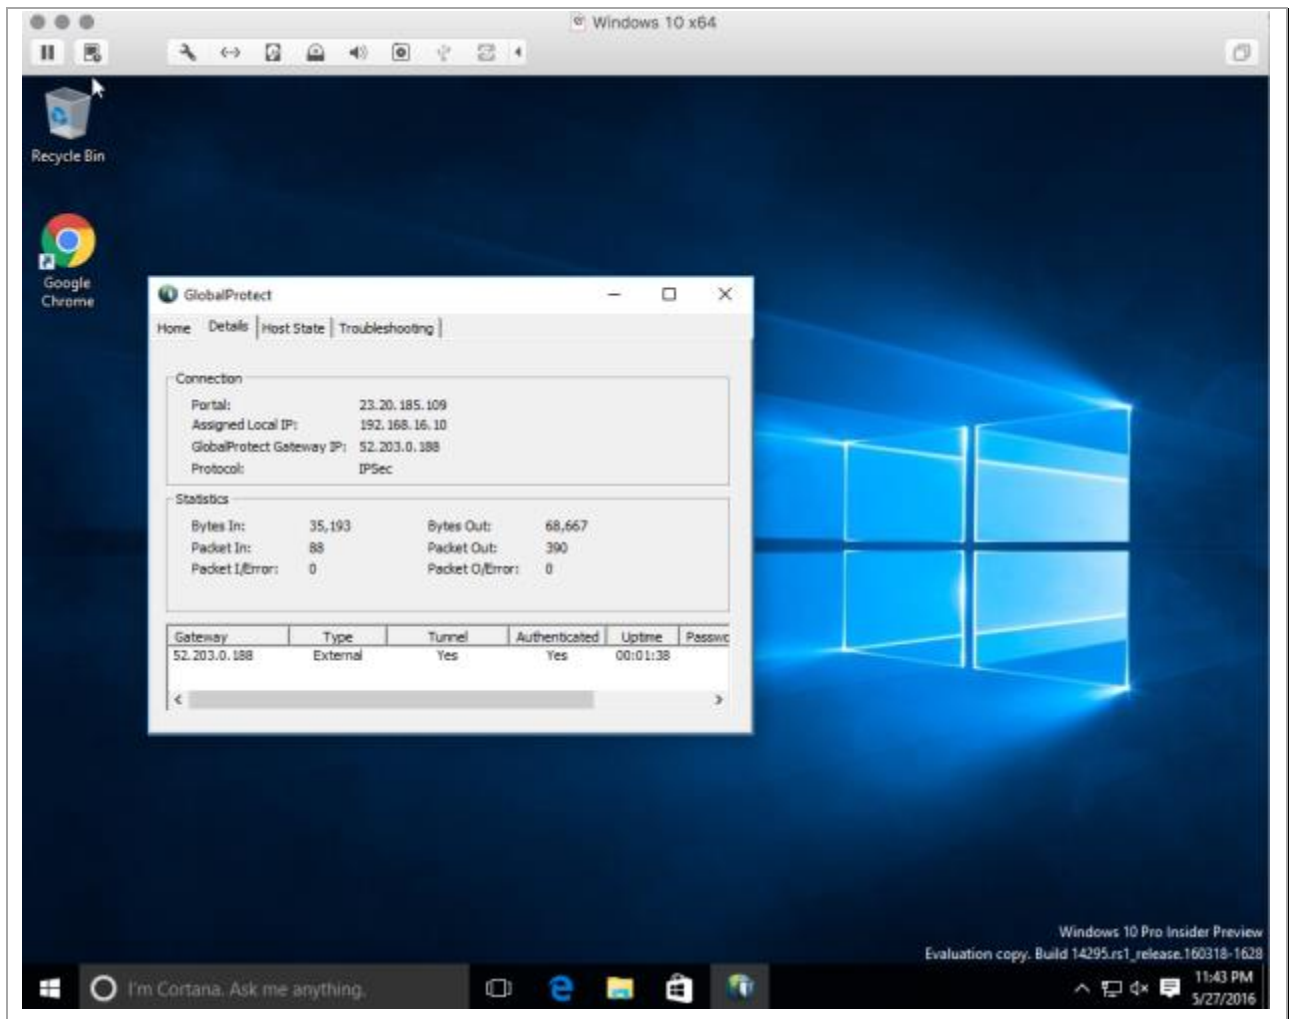 Windows 10 x64
Recycle Bin
Google
Chrome
GlobalProtect
Home Details Host State Troubleshooting
Connection
Portal: 23.20.185.109
Assigned Local IP: 192.168.16.10
GlobalProtect Gateway IP: 52.203.0.188
Protocol: IPSec
Statistics
Bytes In: 35,193 Bytes Out: 68,667
Packet In: 88 Packet Out: 390
Packet I/Error: 0 Packet O/Error: 0
Gateway Type Tunnel Authenticated Uptime Passwc
52.203.0.188 External Yes Yes 00:01:38
Windows 10 Pro Insider Preview
Evaluation copy. Build 14295.rs1_release.160318-1628
I'm Cortana. Ask me anything.
11:43 PM
5/27/2016